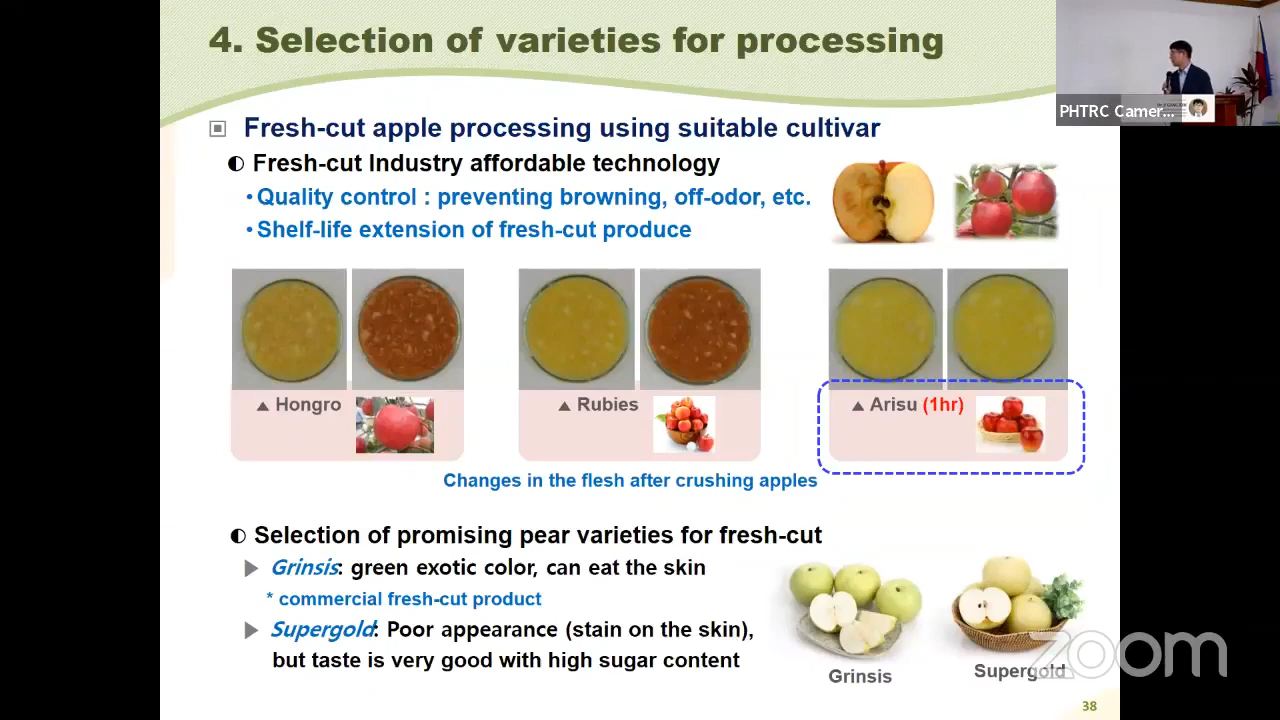 4. Selection of varieties for processing
PHTRC Camer...
Fresh-cut apple processing using suitable cultivar
Fresh-cut Industry affordable technology
• Quality control : preventing browning, off-odor, etc.
• Shelf-life extension of fresh-cut produce
▲ Hongro
▲ Rubies
▲ Arisu (1hr)
Changes in the flesh after crushing apples
Selection of promising pear varieties for fresh-cut
Grinsis: green exotic color, can eat the skin
* commercial fresh-cut product
Supergold: Poor appearance (stain on the skin),
but taste is very good with high sugar content
Grinsis
Supergold
zoom
38